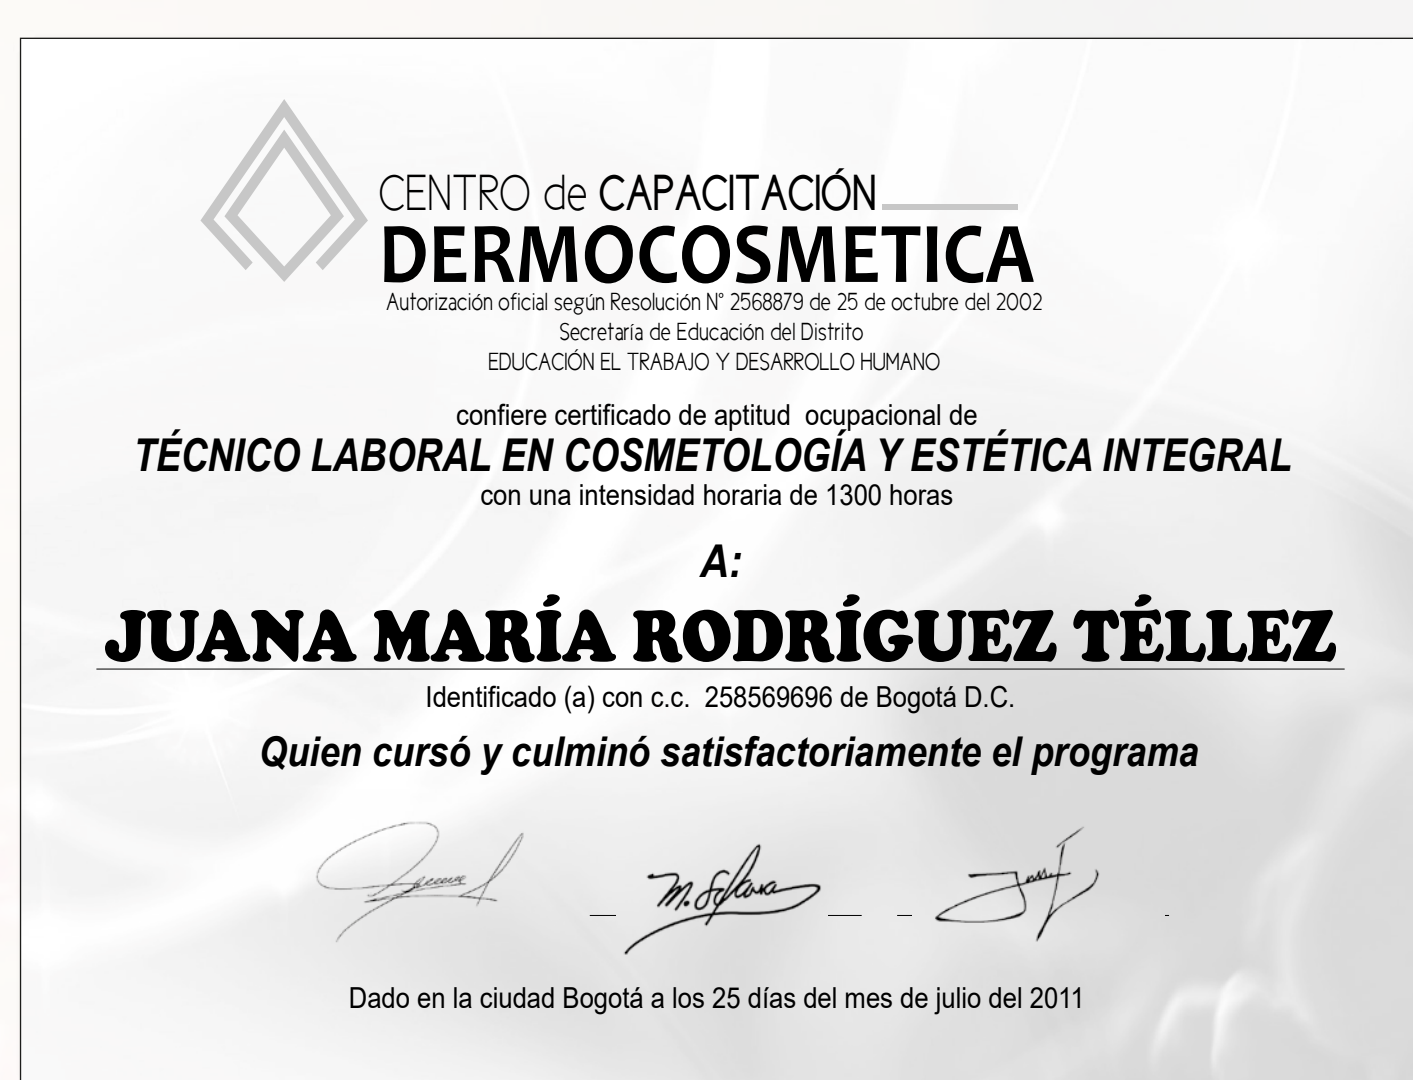 CENTRO de CAPACITACIÓN
DERMOCOSMETICA
Autorización oficial según Resolución N° 2568879 de 25 de octubre del 2002
Secretaría de Educación del Distrito
EDUCACIÓN EL TRABAJO Y DESARROLLO HUMANO
confiere certificado de aptitud ocupacional de
TÉCNICO LABORAL EN COSMETOLOGÍA Y ESTÉTICA INTEGRAL
con una intensidad horaria de 1300 horas
A:
JUANA MARÍA RODRÍGUEZ TÉLLEZ
Identificado (a) con c.c. 258569696 de Bogotá D.C.
Quien cursó y culminó satisfactoriamente el programa
Dado en la ciudad Bogotá a los 25 días del mes de julio del 2011